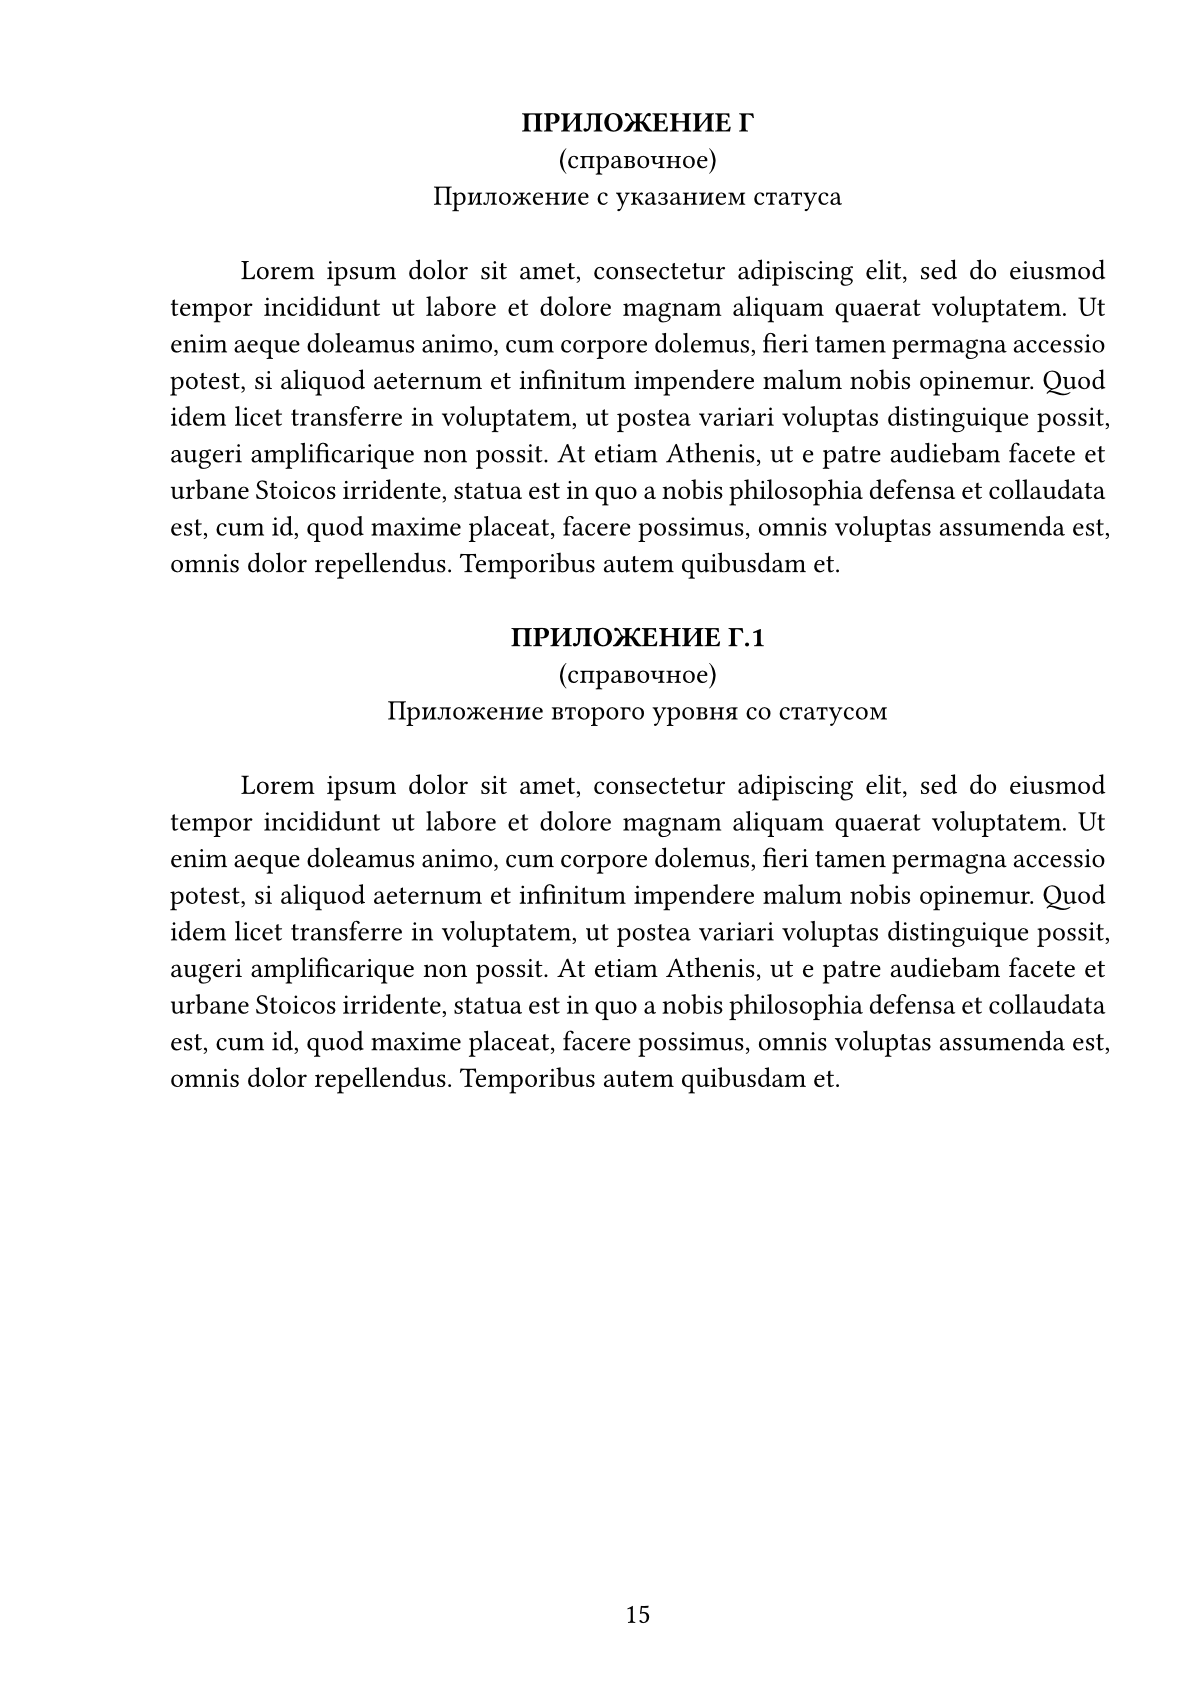 ПРИЛОЖЕНИЕ Г
(справочное)
Приложение с указанием статуса
Lorem ipsum dolor sit amet, consectetur adipiscing elit, sed do eiusmod
tempor incididunt ut labore et dolore magnam aliquam quaerat voluptatem. Ut
enim aeque doleamus animo, cum corpore dolemus, fieri tamen permagna accessio
potest, si aliquod aeternum et infinitum impendere malum nobis opinemur. Quod
idem licet transferre in voluptatem, ut postea variari voluptas distinguique possit,
augeri amplificarique non possit. At etiam Athenis, ut e patre audiebam facete et
urbane Stoicos irridente, statua est in quo a nobis philosophia defensa et collaudata
est, cum id, quod maxime placeat, facere possimus, omnis voluptas assumenda est,
omnis dolor repellendus. Temporibus autem quibusdam et.
ПРИЛОЖЕНИЕ Г.1
(справочное)
Приложение второго уровня со статусом
Lorem ipsum dolor sit amet, consectetur adipiscing elit, sed do eiusmod
tempor incididunt ut labore et dolore magnam aliquam quaerat voluptatem. Ut
enim aeque doleamus animo, cum corpore dolemus, fieri tamen permagna accessio
potest, si aliquod aeternum et infinitum impendere malum nobis opinemur. Quod
idem licet transferre in voluptatem, ut postea variari voluptas distinguique possit,
augeri amplificarique non possit. At etiam Athenis, ut e patre audiebam facete et
urbane Stoicos irridente, statua est in quo a nobis philosophia defensa et collaudata
est, cum id, quod maxime placeat, facere possimus, omnis voluptas assumenda est,
omnis dolor repellendus. Temporibus autem quibusdam et.
15